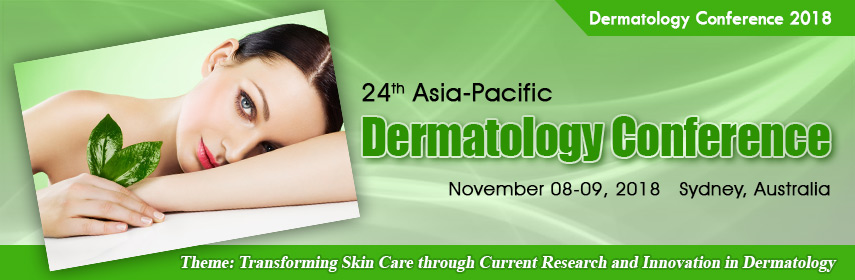 Dermatology Conference 2018
24th Asia-Pacific
Dermatology Conference
November 08-09, 2018 Sydney, Australia
Theme: Transforming Skin Care through Current Research and Innovation in Dermatology